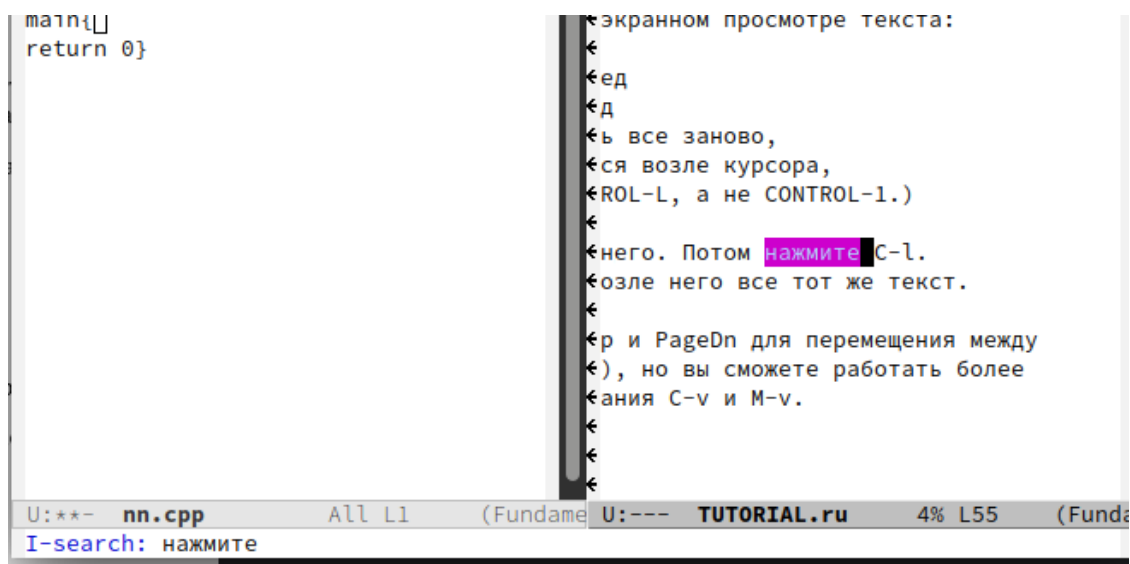 main{
return 0}
U:**-  nn.cpp  All L1  (Fundame
экранном просмотре текста:
ед
д
ь все заново,
ся возле курсора,
ROL-L, а не CONTROL-1.)
него. Потом нажмите C-l.
озле него все тот же текст.
р и PageDn для перемещения между
), но вы сможете работать более
ания C-v и M-v.
U:---  TUTORIAL.ru  4% L55  (Funda
I-search: нажмите